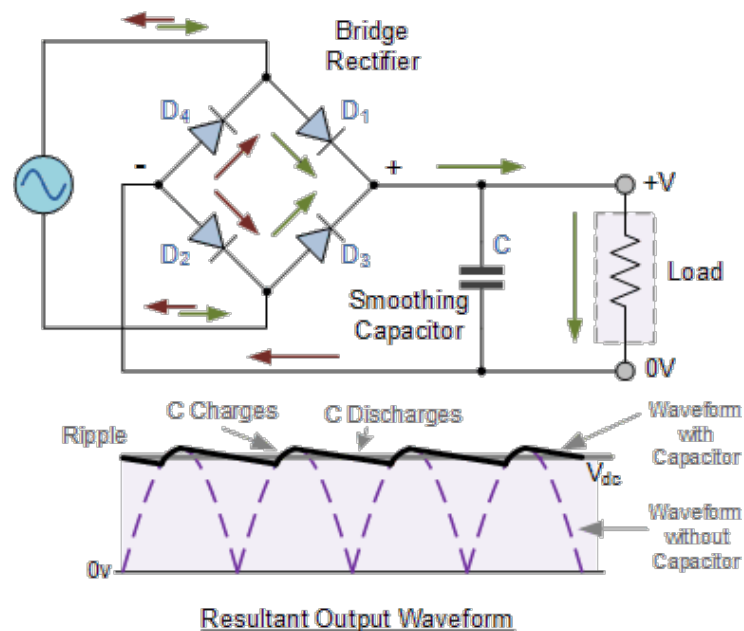 Bridge
Rectifier
D4
D1
-
+
+V
D2
D3
C
Load
Smoothing
Capacitor
0V
C Charges
C Discharges
Waveform
with
Capacitor
Ripple
Vdc
Waveform
without
Capacitor
0v
Resultant Output Waveform